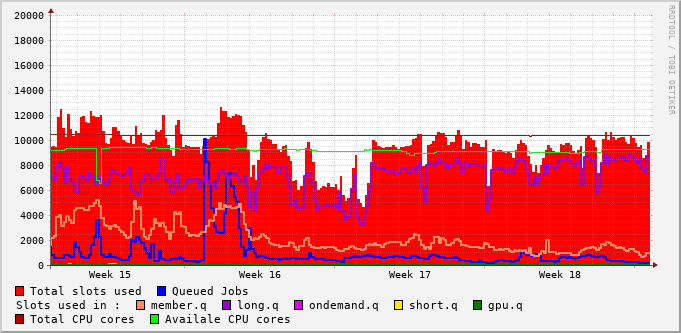 20000
18000
16000
14000
12000
10000
8000
6000
4000
2000
0
Week 15 Week 16 Week 17 Week 18
RRDTOOL / TOBI OETIKER
Total slots used Queued Jobs
Slots used in : member.q long.q ondemand.q short.q gpu.q
Total CPU cores Availale CPU cores